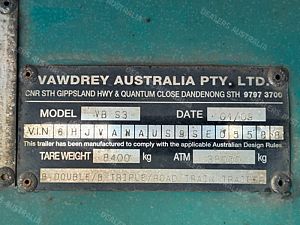 VAWDREY AUSTRALIA PTY. LTD.
CNR STH GIPPSLAND HWY & QUANTUM CLOSE DANDENONG STH 9797 3700
MODEL VB S3 DATE 01/09
VIN
This trailer has been manufactured to comply with the applicable Australian Design Rules.
TARE WEIGHT 8400 kg ATM kg
B-DOUBLE/B TRIPLE/ROAD TRAIN TRAILER